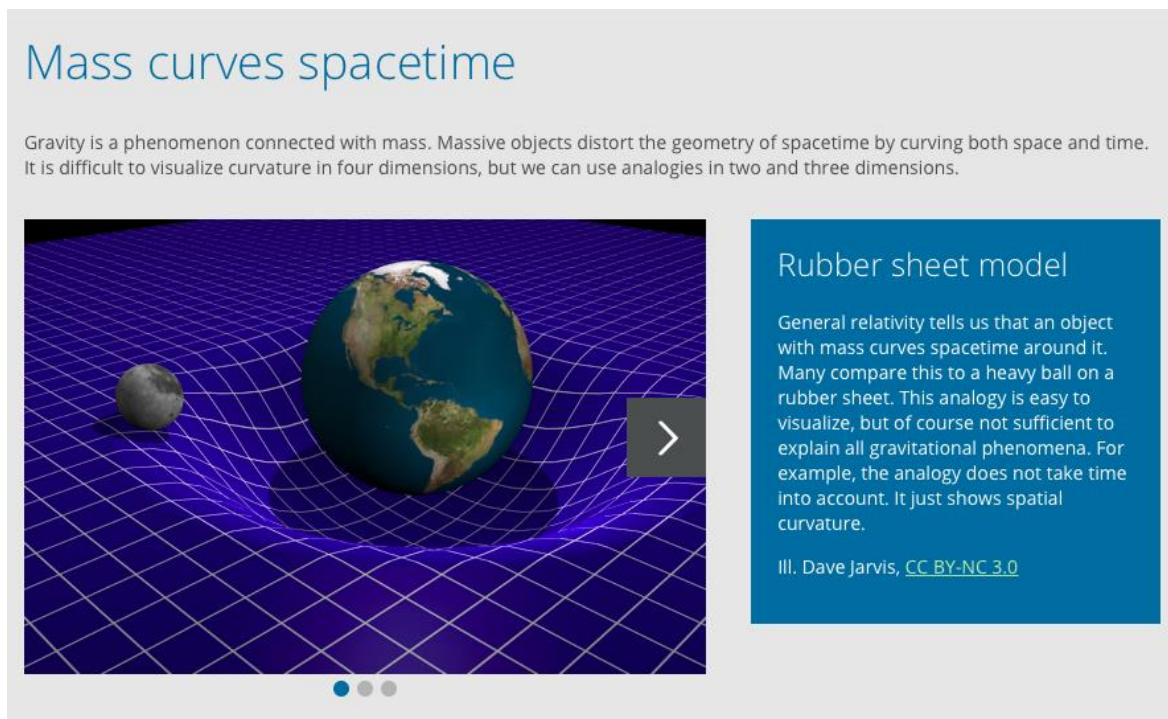 Mass curves spacetime
Gravity is a phenomenon connected with mass. Massive objects distort the geometry of spacetime by curving both space and time.
It is difficult to visualize curvature in four dimensions, but we can use analogies in two and three dimensions.
Rubber sheet model
General relativity tells us that an object
with mass curves spacetime around it.
Many compare this to a heavy ball on a
rubber sheet. This analogy is easy to
visualize, but of course not sufficient to
explain all gravitational phenomena. For
example, the analogy does not take time
into account. It just shows spatial
curvature.
Ill. Dave Jarvis, CC BY-NC 3.0